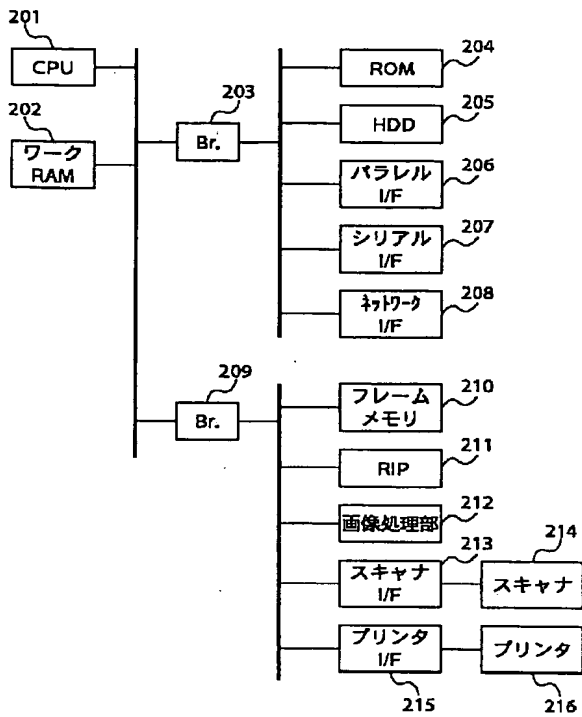 201
CPU
202
ワーク
RAM
203
Br.
204
ROM
205
HDD
206
パラレル
I/F
207
シリアル
I/F
208
ネットワーク
I/F
209
Br.
210
フレーム
メモリ
211
RIP
212
画像処理部
213
スキャナ
I/F
214
スキャナ
プリンタ
I/F
215
プリンタ
216